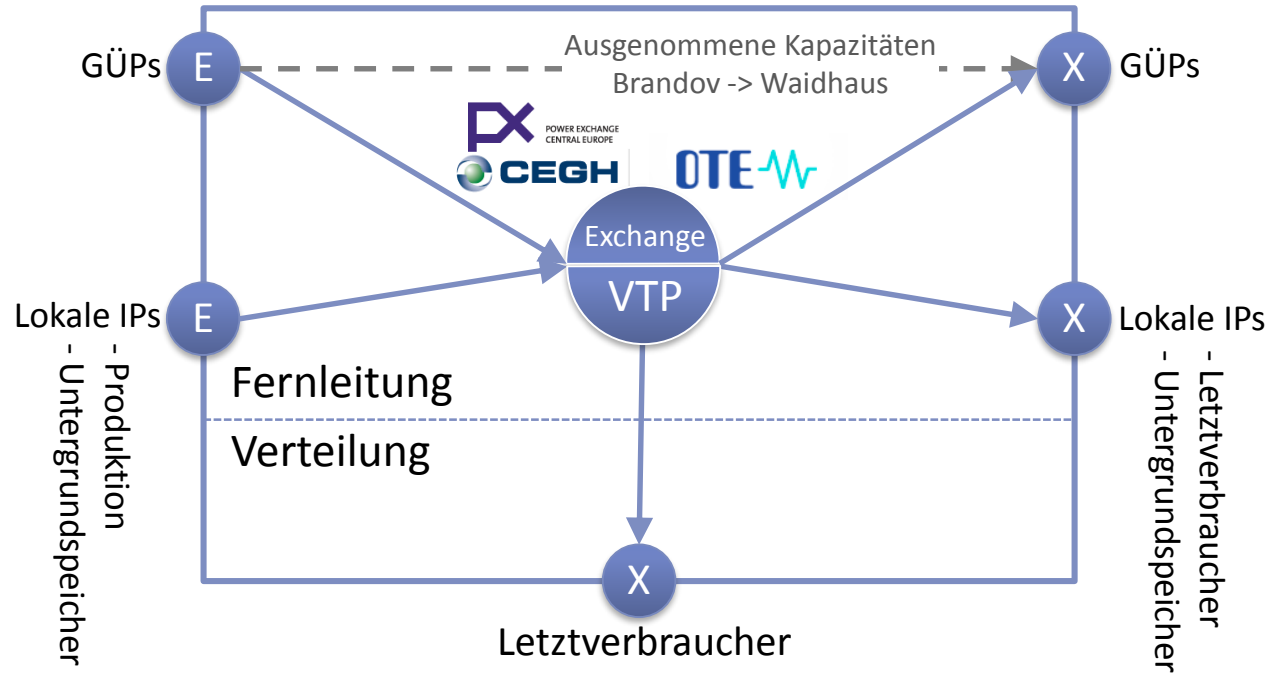 GÜPs
E
Ausgenommene Kapazitäten
Brandov -> Waidhaus
X
GÜPs
PX
POWER EXCHANGE
CENTRAL EUROPE
CEGH
OTE
Exchange
VTP
Lokale IPs
E
- Produktion
- Untergrundspeicher
X
Lokale IPs
- Letztverbraucher
- Untergrundspeicher
Fernleitung
Verteilung
X
Letztverbraucher